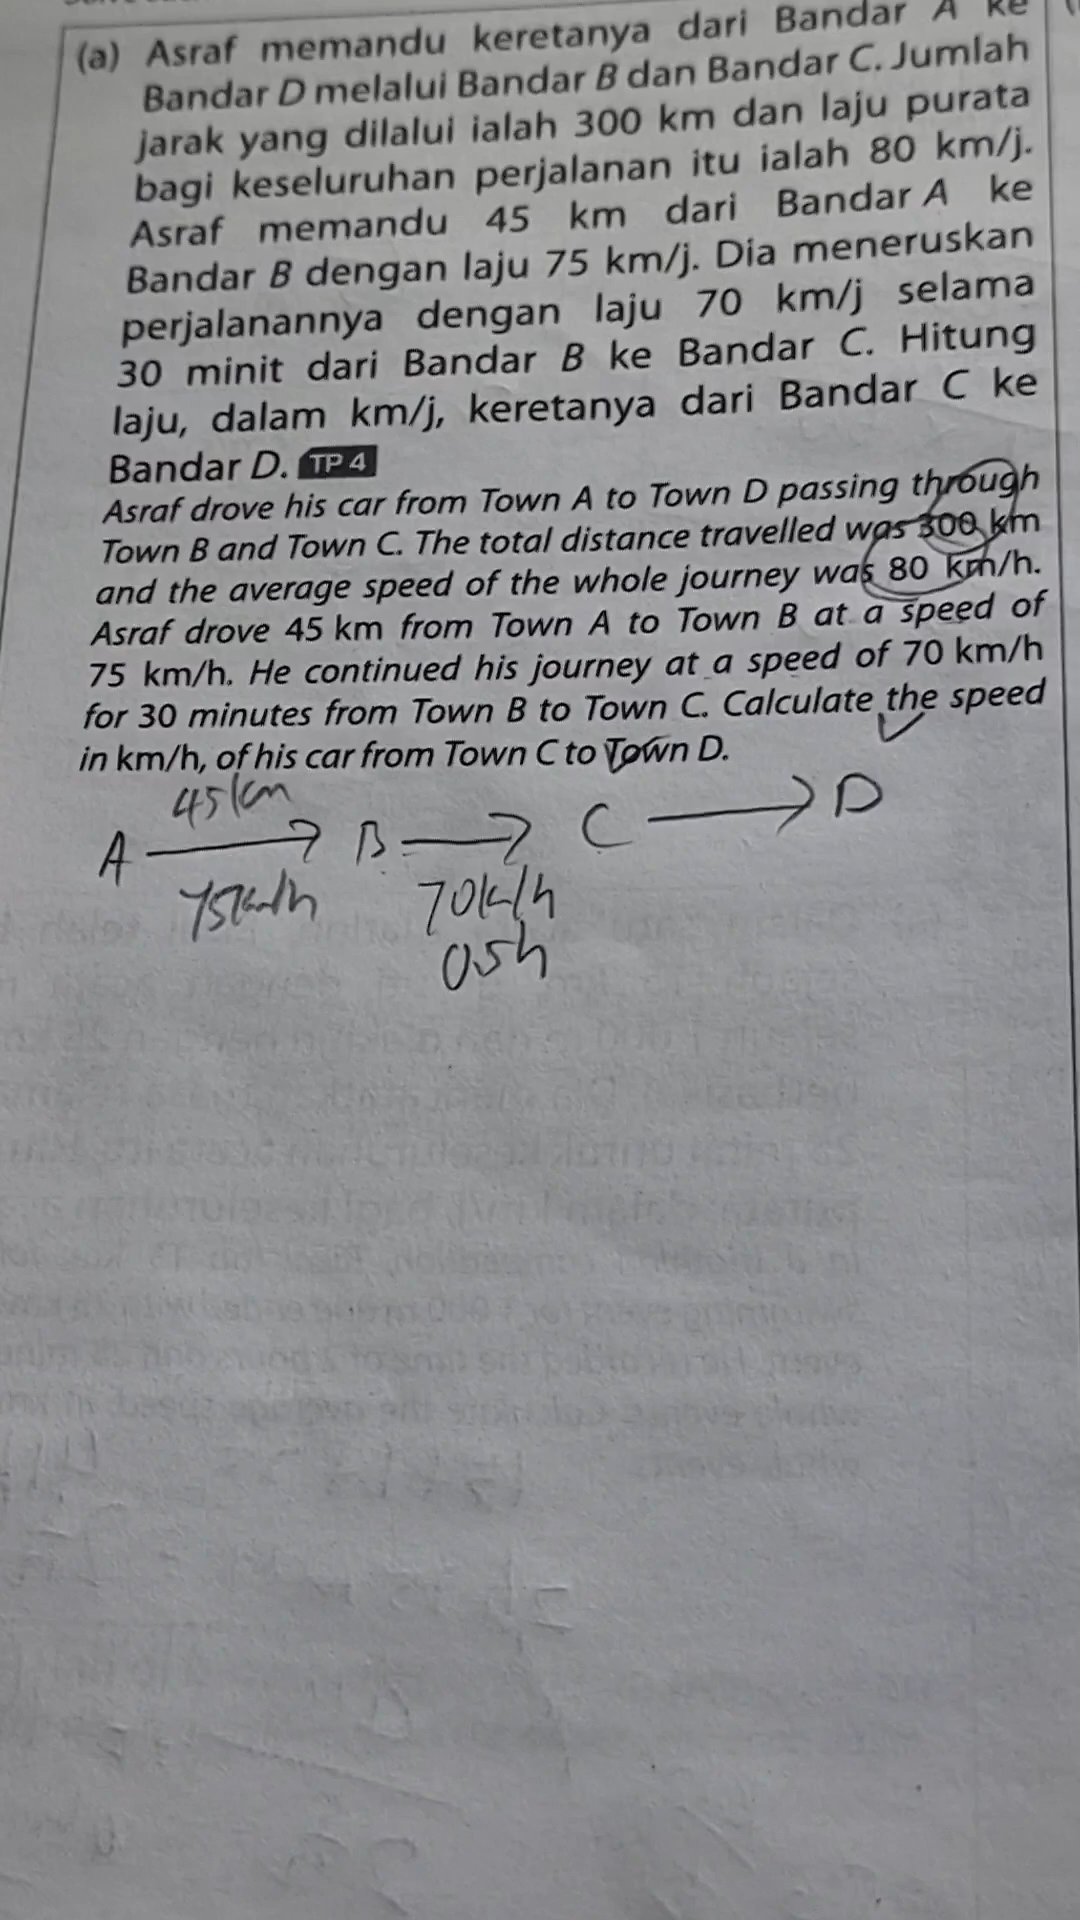 (a) Asraf memandu keretanya dari Bandar A ke
Bandar D melalui Bandar B dan Bandar C. Jumlah
jarak yang dilalui ialah 300 km dan laju purata
bagi keseluruhan perjalanan itu ialah 80 km/j.
Asraf memandu 45 km dari Bandar A ke
Bandar B dengan laju 75 km/j. Dia meneruskan
perjalanannya dengan laju 70 km/j selama
30 minit dari Bandar B ke Bandar C. Hitung
laju, dalam km/j, keretanya dari Bandar C ke
Bandar D. TP 4
Asraf drove his car from Town A to Town D passing through
Town B and Town C. The total distance travelled was 300 km
and the average speed of the whole journey was 80 km/h.
Asraf drove 45 km from Town A to Town B at a speed of
75 km/h. He continued his journey at a speed of 70 km/h
for 30 minutes from Town B to Town C. Calculate the speed
in km/h, of his car from Town C to Town D.
45km
A → B → C → D
75km/h 70k/h
0.5h